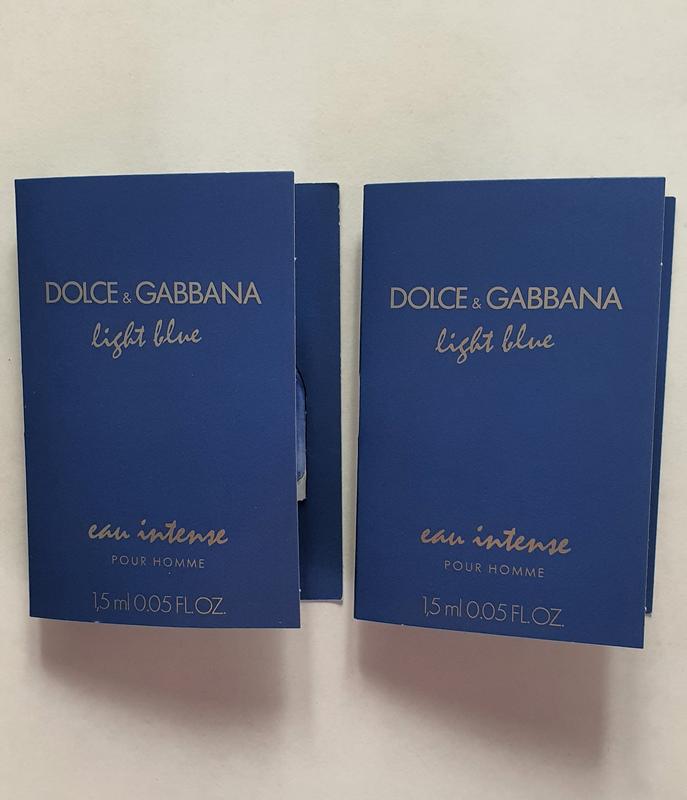 DOLCE & GABBANA
light blue
eau intense
POUR HOMME
1,5 ml 0.05 FL.OZ.
DOLCE & GABBANA
light blue
eau intense
POUR HOMME
1,5 ml 0.05 FL.OZ.